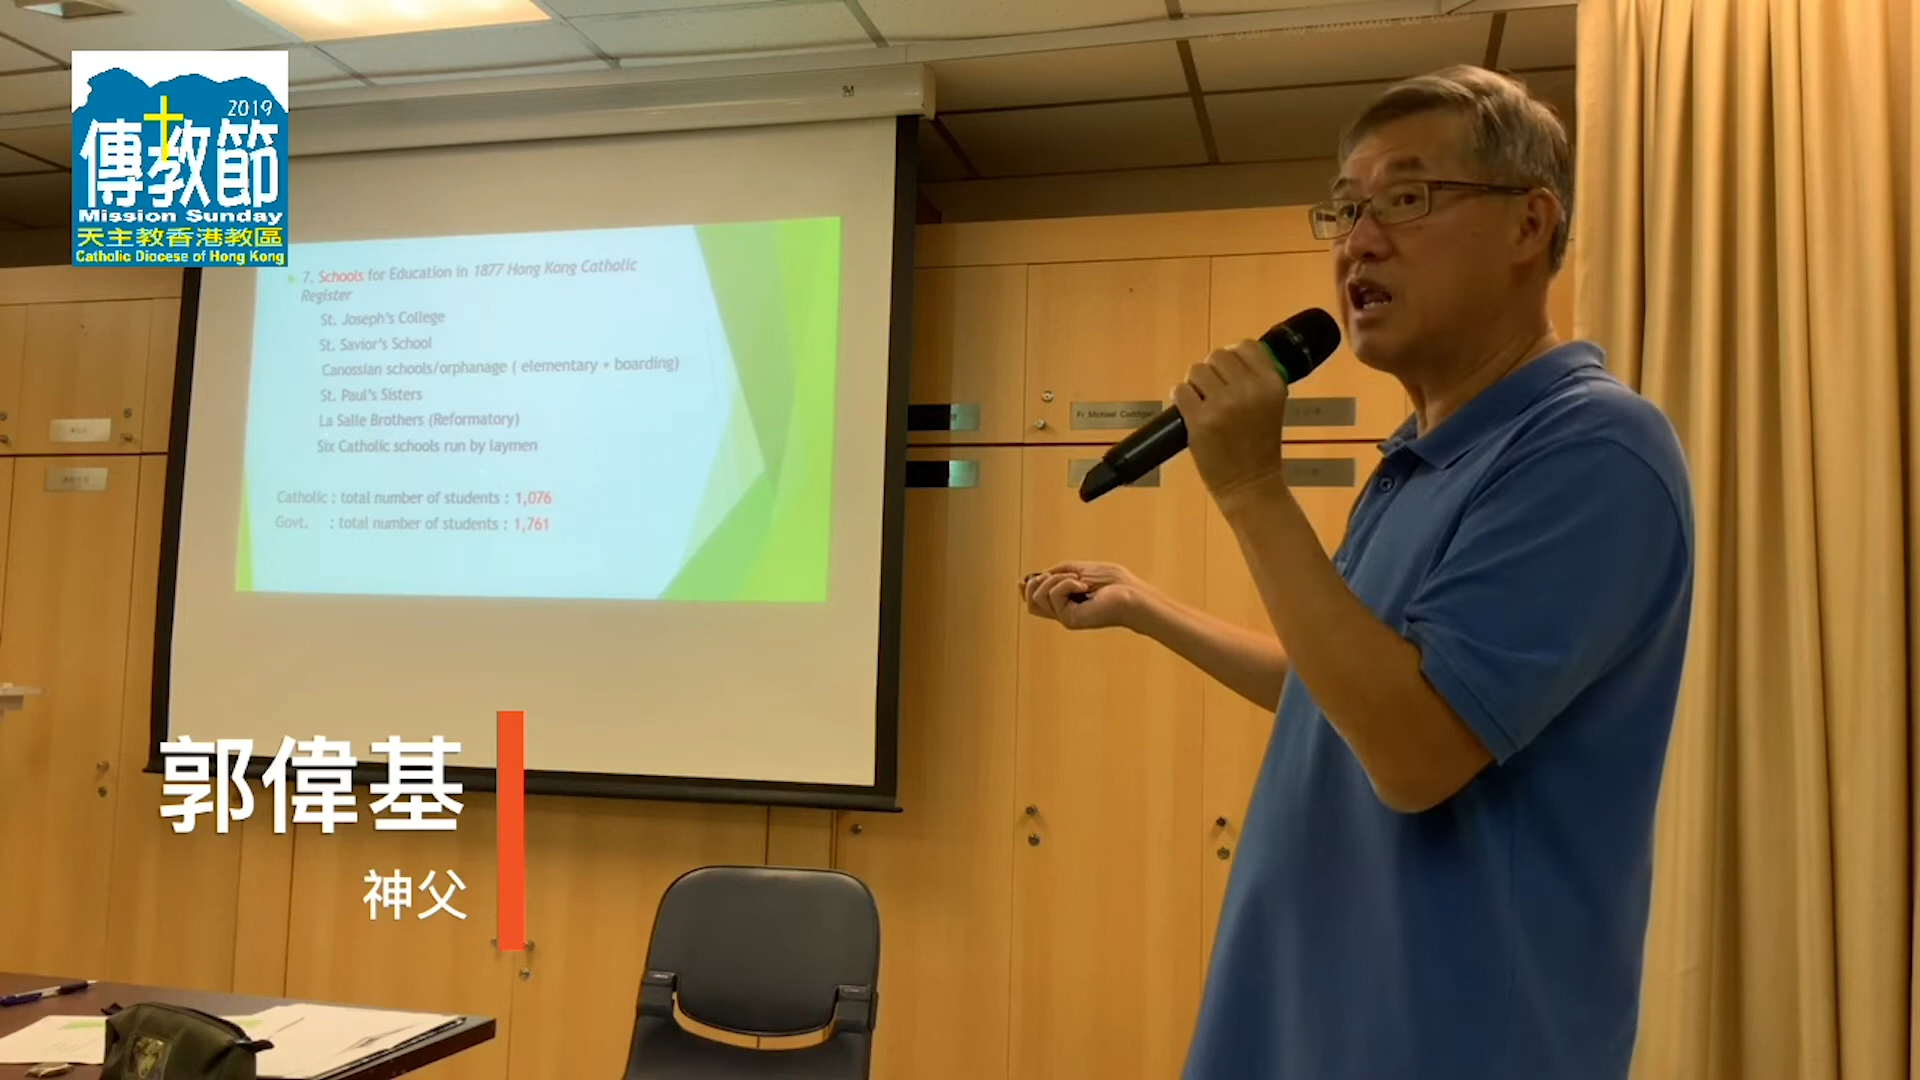 2019
傳教節
Mission Sunday
天主教香港教區
Catholic Diocese of Hong Kong
7. Schools for Education in 1877 Hong Kong Catholic
Register
St. Joseph's College
St. Savior's School
Canossian schools/orphanage ( elementary + boarding)
St. Paul's Sisters
La Salle Brothers (Reformatory)
Six Catholic schools run by laymen
Catholic : total number of students : 1,076
Govt. : total number of students : 1,761
Fr Michael
郭偉基
神父